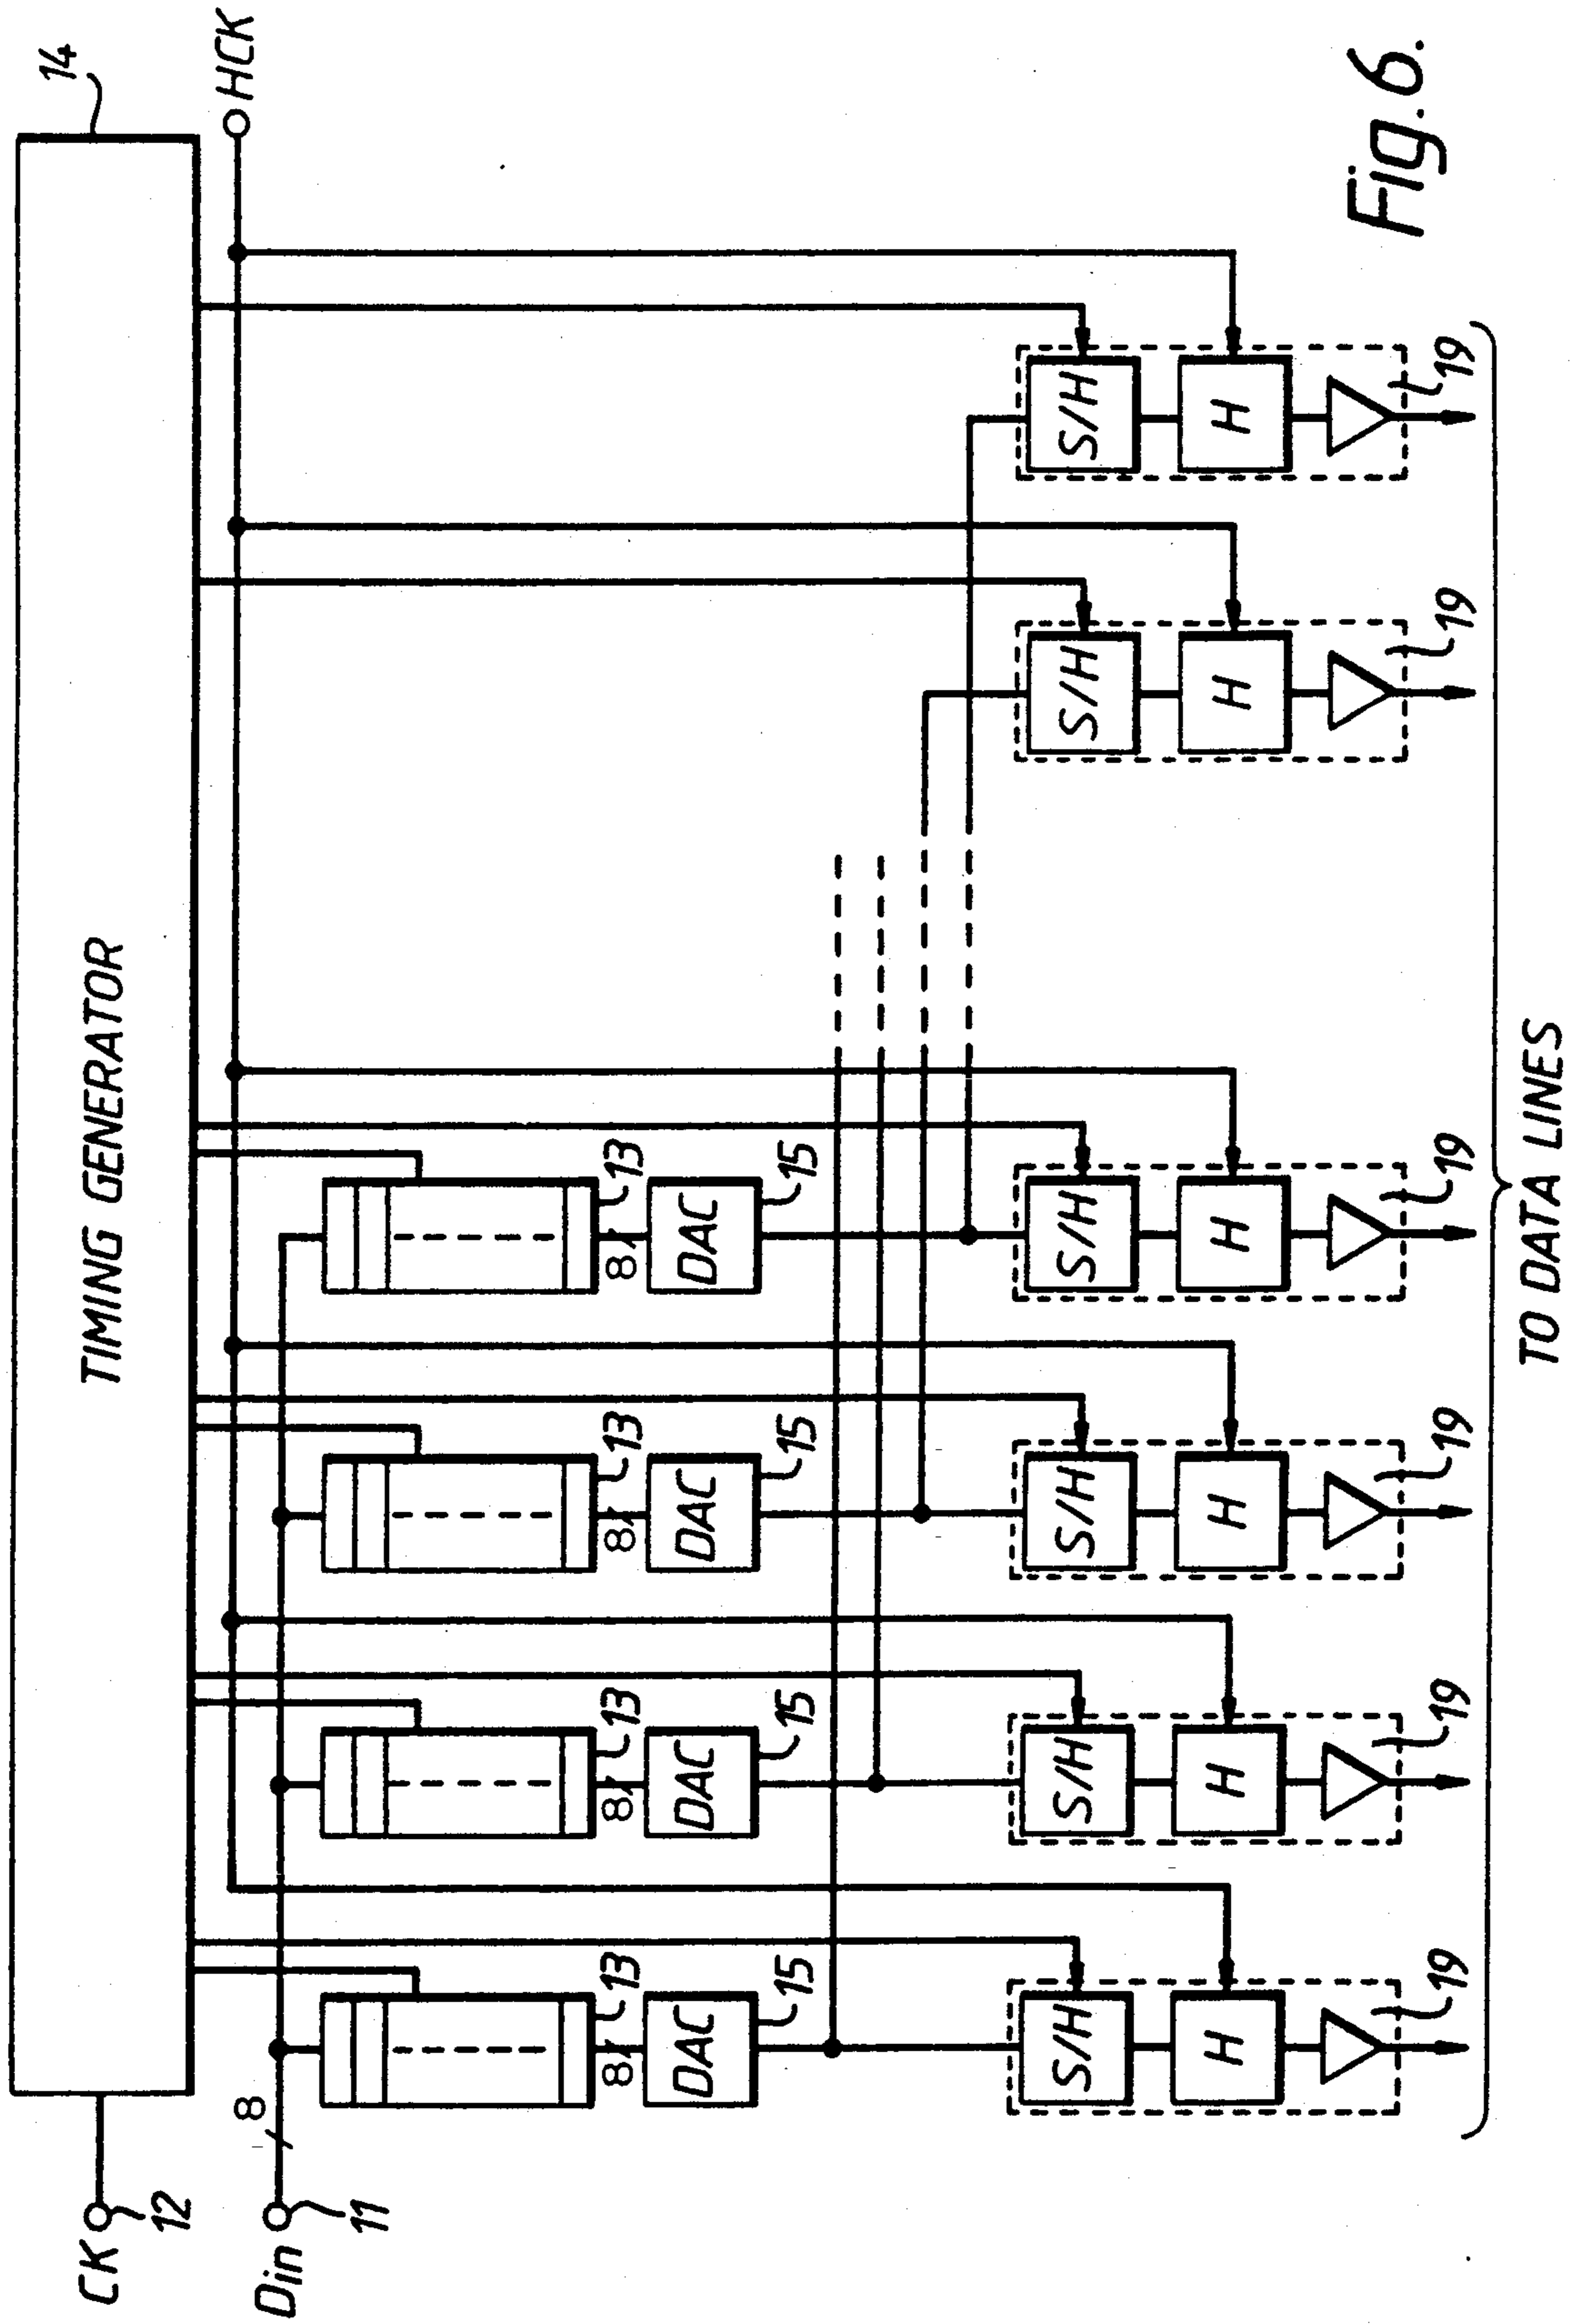 14
TIMING GENERATOR
CK
12
HCK
Din
11
8
13
13
13
13
8
8
8
8
DAC
DAC
DAC
DAC
15
15
15
15
S/H
S/H
S/H
S/H
S/H
S/H
H
H
H
H
H
H
19
19
19
19
19
19
TO DATA LINES
Fig. 6.